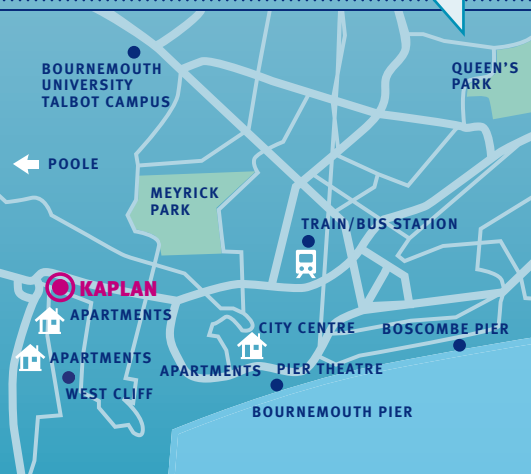 BOURNEMOUTH
UNIVERSITY
TALBOT CAMPUS
QUEEN'S
PARK
POOLE
MEYRICK
PARK
TRAIN/BUS STATION
KAPLAN
APARTMENTS
CITY CENTRE
BOSCOMBE PIER
APARTMENTS
APARTMENTS
PIER THEATRE
WEST CLIFF
BOURNEMOUTH PIER